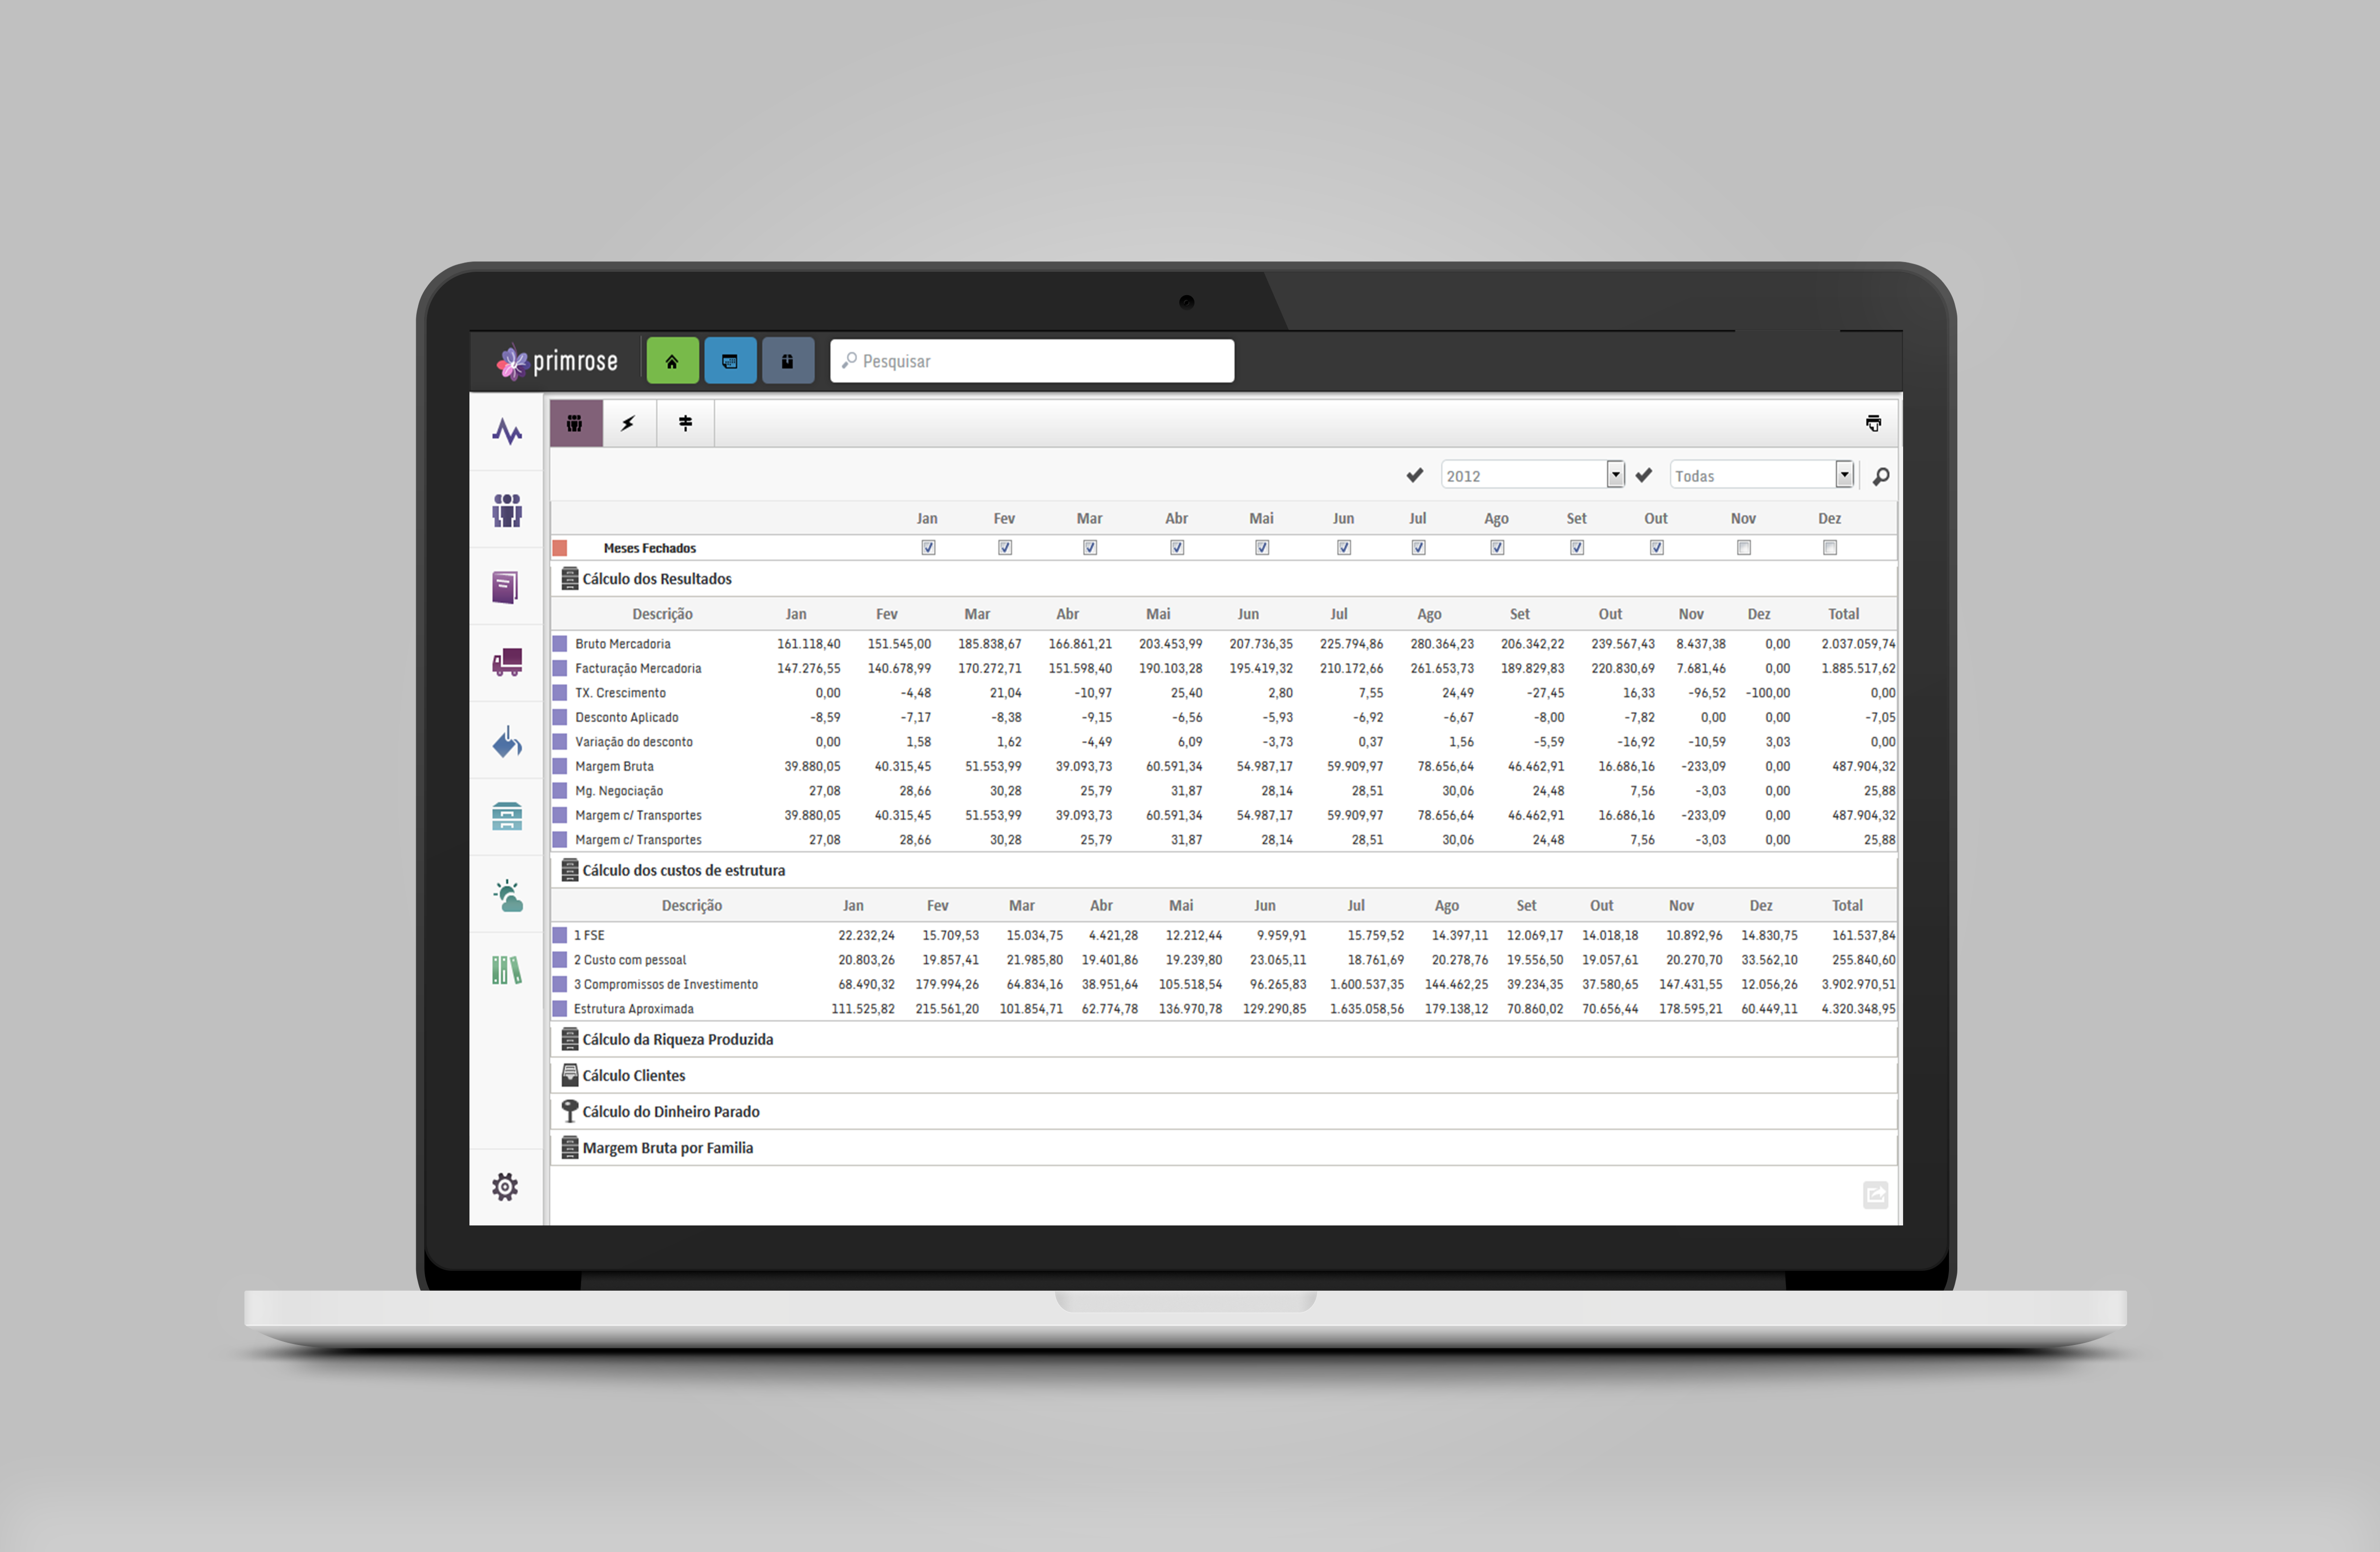 primrose Pesquisar
2012 Todas
Jan Fev Mar Abr Mai Jun Jul Ago Set Out Nov Dez
Meses Fechados
Cálculo dos Resultados
Descrição Jan Fev Mar Abr Mai Jun Jul Ago Set Out Nov Dez Total
Bruto Mercadoria 161.118,40 151.545,00 185.838,67 166.861,21 203.453,99 207.736,35 225.794,86 280.364,23 206.342,22 239.567,43 8.437,38 0,00 2.037.059,74
Facturação Mercadoria 147.276,55 140.678,99 170.272,71 151.598,40 190.103,28 195.419,32 210.172,66 261.653,73 189.829,83 220.830,69 7.681,46 0,00 1.885.517,62
TX. Crescimento 0,00 -4,48 21,04 -10,97 25,40 2,80 7,55 24,49 -27,45 16,33 -96,52 -100,00 0,00
Desconto Aplicado -8,59 -7,17 -8,38 -9,15 -6,56 -5,93 -6,92 -6,67 -8,00 -7,82 0,00 0,00 -7,05
Variação do desconto 0,00 1,58 1,62 -4,49 6,09 -3,73 0,37 1,56 -5,59 -16,92 -10,59 3,03 0,00
Margem Bruta 39.880,05 40.315,45 51.553,99 39.093,73 60.591,34 54.987,17 59.909,97 78.656,64 46.462,91 16.686,16 -233,09 0,00 487.904,32
Mg. Negociação 27,08 28,66 30,28 25,79 31,87 28,14 28,51 30,06 24,48 7,56 -3,03 0,00 25,88
Margem c/ Transportes 39.880,05 40.315,45 51.553,99 39.093,73 60.591,34 54.987,17 59.909,97 78.656,64 46.462,91 16.686,16 -233,09 0,00 487.904,32
Margem c/ Transportes 27,08 28,66 30,28 25,79 31,87 28,14 28,51 30,06 24,48 7,56 -3,03 0,00 25,88
Cálculo dos custos de estrutura
Descrição Jan Fev Mar Abr Mai Jun Jul Ago Set Out Nov Dez Total
1 FSE 22.232,24 15.709,53 15.034,75 4.421,28 12.212,44 9.959,91 15.759,52 14.397,11 12.069,17 14.018,18 10.892,96 14.830,75 161.537,84
2 Custo com pessoal 20.803,26 19.857,41 21.985,80 19.401,86 19.239,80 23.065,11 18.761,69 20.278,76 19.556,50 19.057,61 20.270,70 33.562,10 255.840,60
3 Compromissos de Investimento 68.490,32 179.994,26 64.834,16 38.951,64 105.518,54 96.265,83 1.600.537,35 144.462,25 39.234,35 37.580,65 147.431,55 12.056,26 3.902.970,51
Estrutura Aproximada 111.525,82 215.561,20 101.854,71 62.774,78 136.970,78 129.290,85 1.635.058,56 179.138,12 70.860,02 70.656,44 178.595,21 60.449,11 4.320.348,95
Cálculo da Riqueza Produzida
Cálculo Clientes
Cálculo do Dinheiro Parado
Margem Bruta por Familia